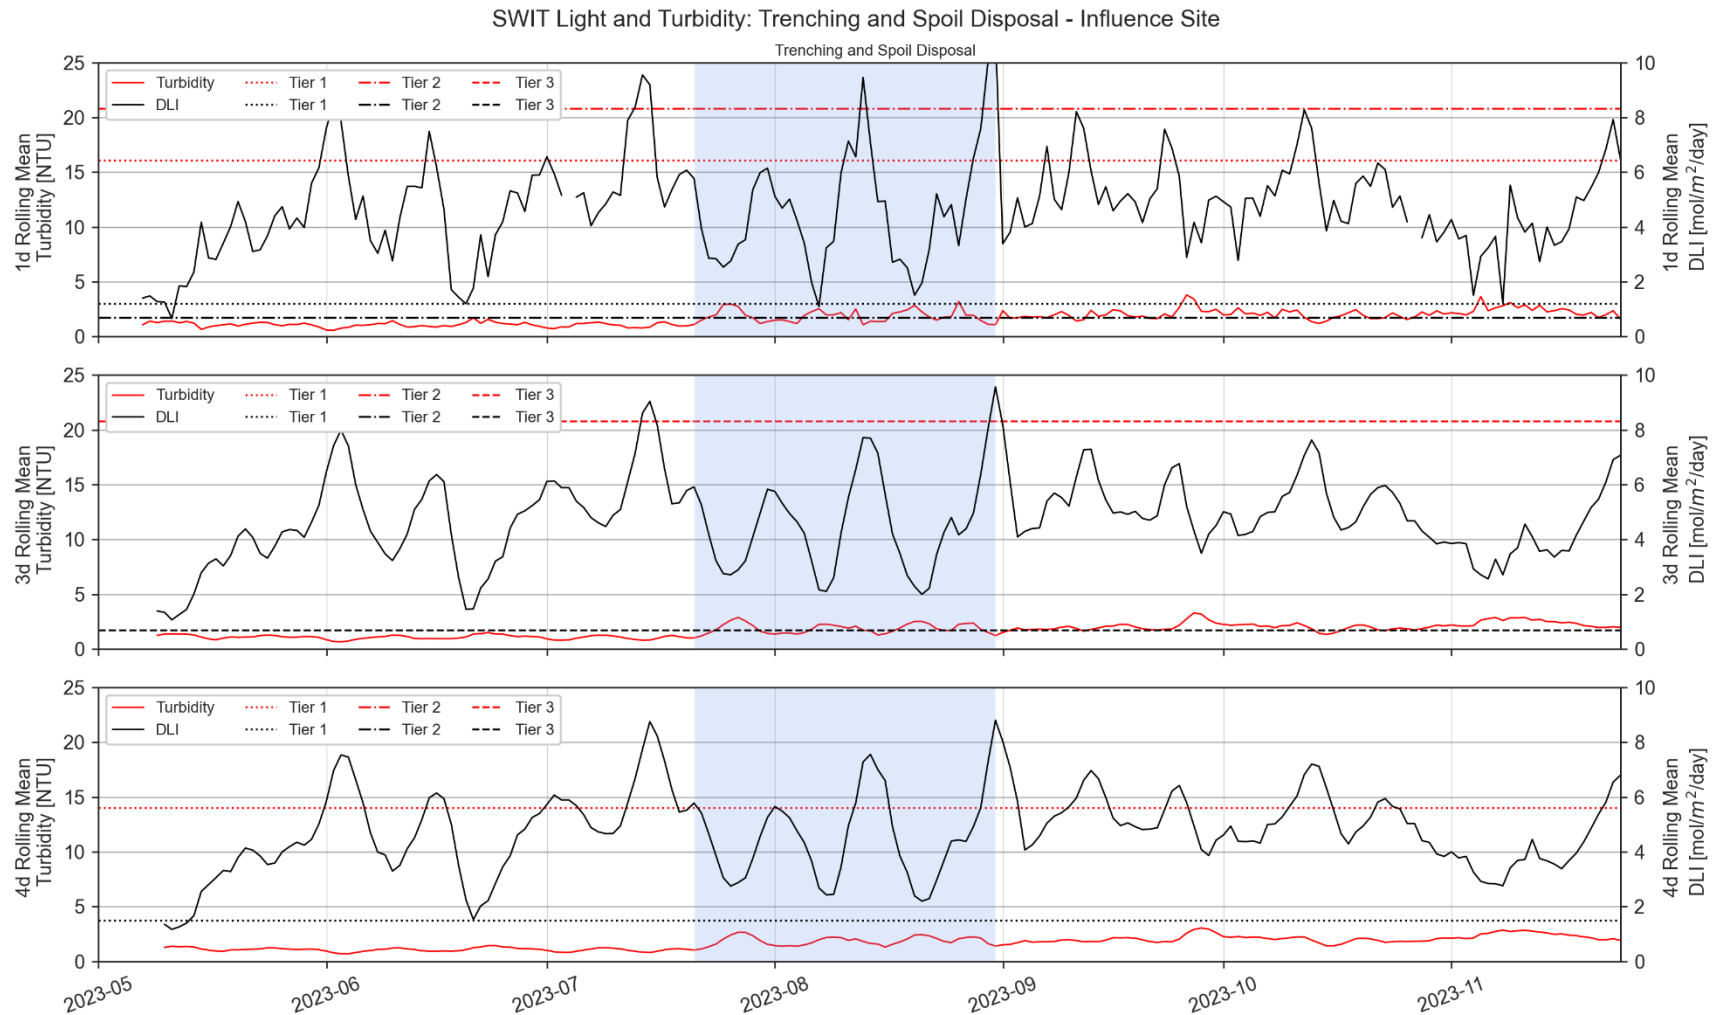 SWIT Light and Turbidity: Trenching and Spoil Disposal - Influence Site
Trenching and Spoil Disposal
1d Rolling Mean
Turbidity [NTU]
25
20
15
10
5
0
Turbidity Tier 1 Tier 2 Tier 3
DLI Tier 1 Tier 2 Tier 3
10
8
6
4
2
0
1d Rolling Mean
DLI [mol/m²/day]
3d Rolling Mean
Turbidity [NTU]
25
20
15
10
5
0
Turbidity Tier 1 Tier 2 Tier 3
DLI Tier 1 Tier 2 Tier 3
10
8
6
4
2
0
3d Rolling Mean
DLI [mol/m²/day]
4d Rolling Mean
Turbidity [NTU]
25
20
15
10
5
0
Turbidity Tier 1 Tier 2 Tier 3
DLI Tier 1 Tier 2 Tier 3
10
8
6
4
2
0
4d Rolling Mean
DLI [mol/m²/day]
2023-05 2023-06 2023-07 2023-08 2023-09 2023-10 2023-11